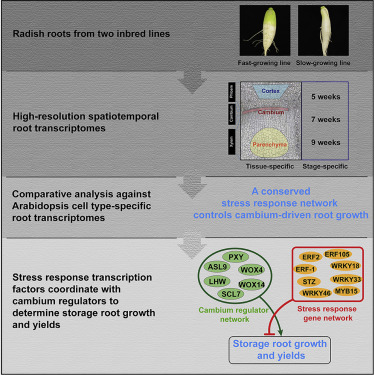 Radish roots from two inbred lines
Fast-growing line
Slow-growing line
High-resolution spatiotemporal
root transcriptomes
Phloem
Cambium
Xylem
Cortex
Cambium
Parenchyma
5 weeks
7 weeks
9 weeks
Tissue-specific
Stage-specific
Comparative analysis against
Arabidopsis cell type-specific
root transcriptomes
A conserved
stress response network
controls cambium-driven root growth
Stress response transcription
factors coordinate with
cambium regulators to
determine storage root growth
and yields
PXY
ASL9
WOX4
LHW
WOX14
SCL7
Cambium regulator
network
ERF2
ERF105
ERF-1
WRKY18
STZ
WRKY33
WRKY46
MYB15
Stress response
gene network
Storage root growth
and yields